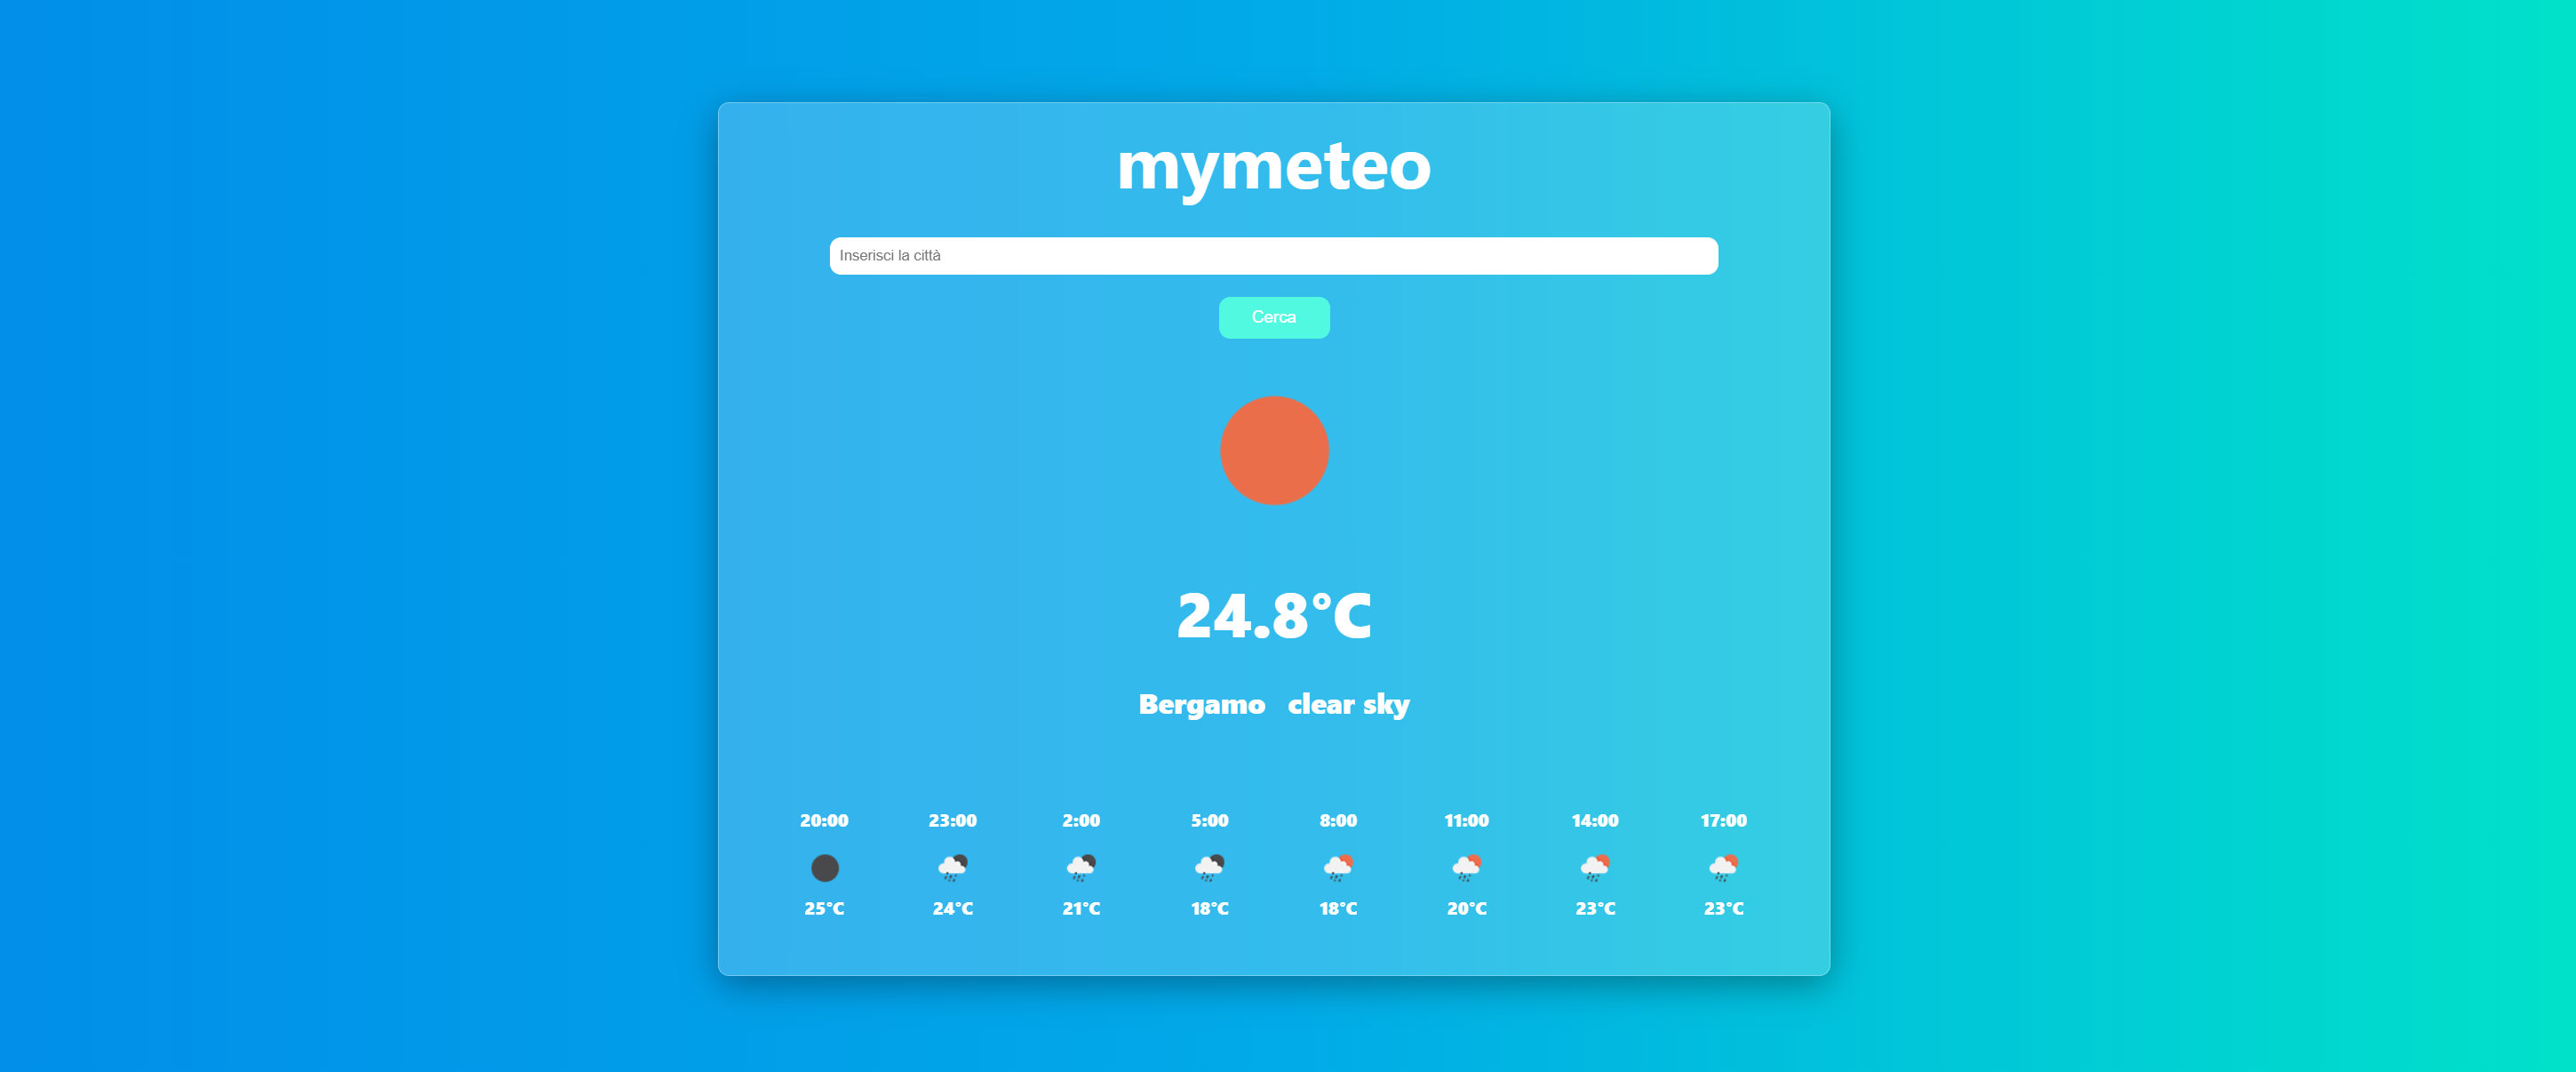 mymeteo
Inserisci la città
Cerca
24.8°C
Bergamo clear sky
20:00 23:00 2:00 5:00 8:00 11:00 14:00 17:00
25°C 24°C 21°C 18°C 18°C 20°C 23°C 23°C